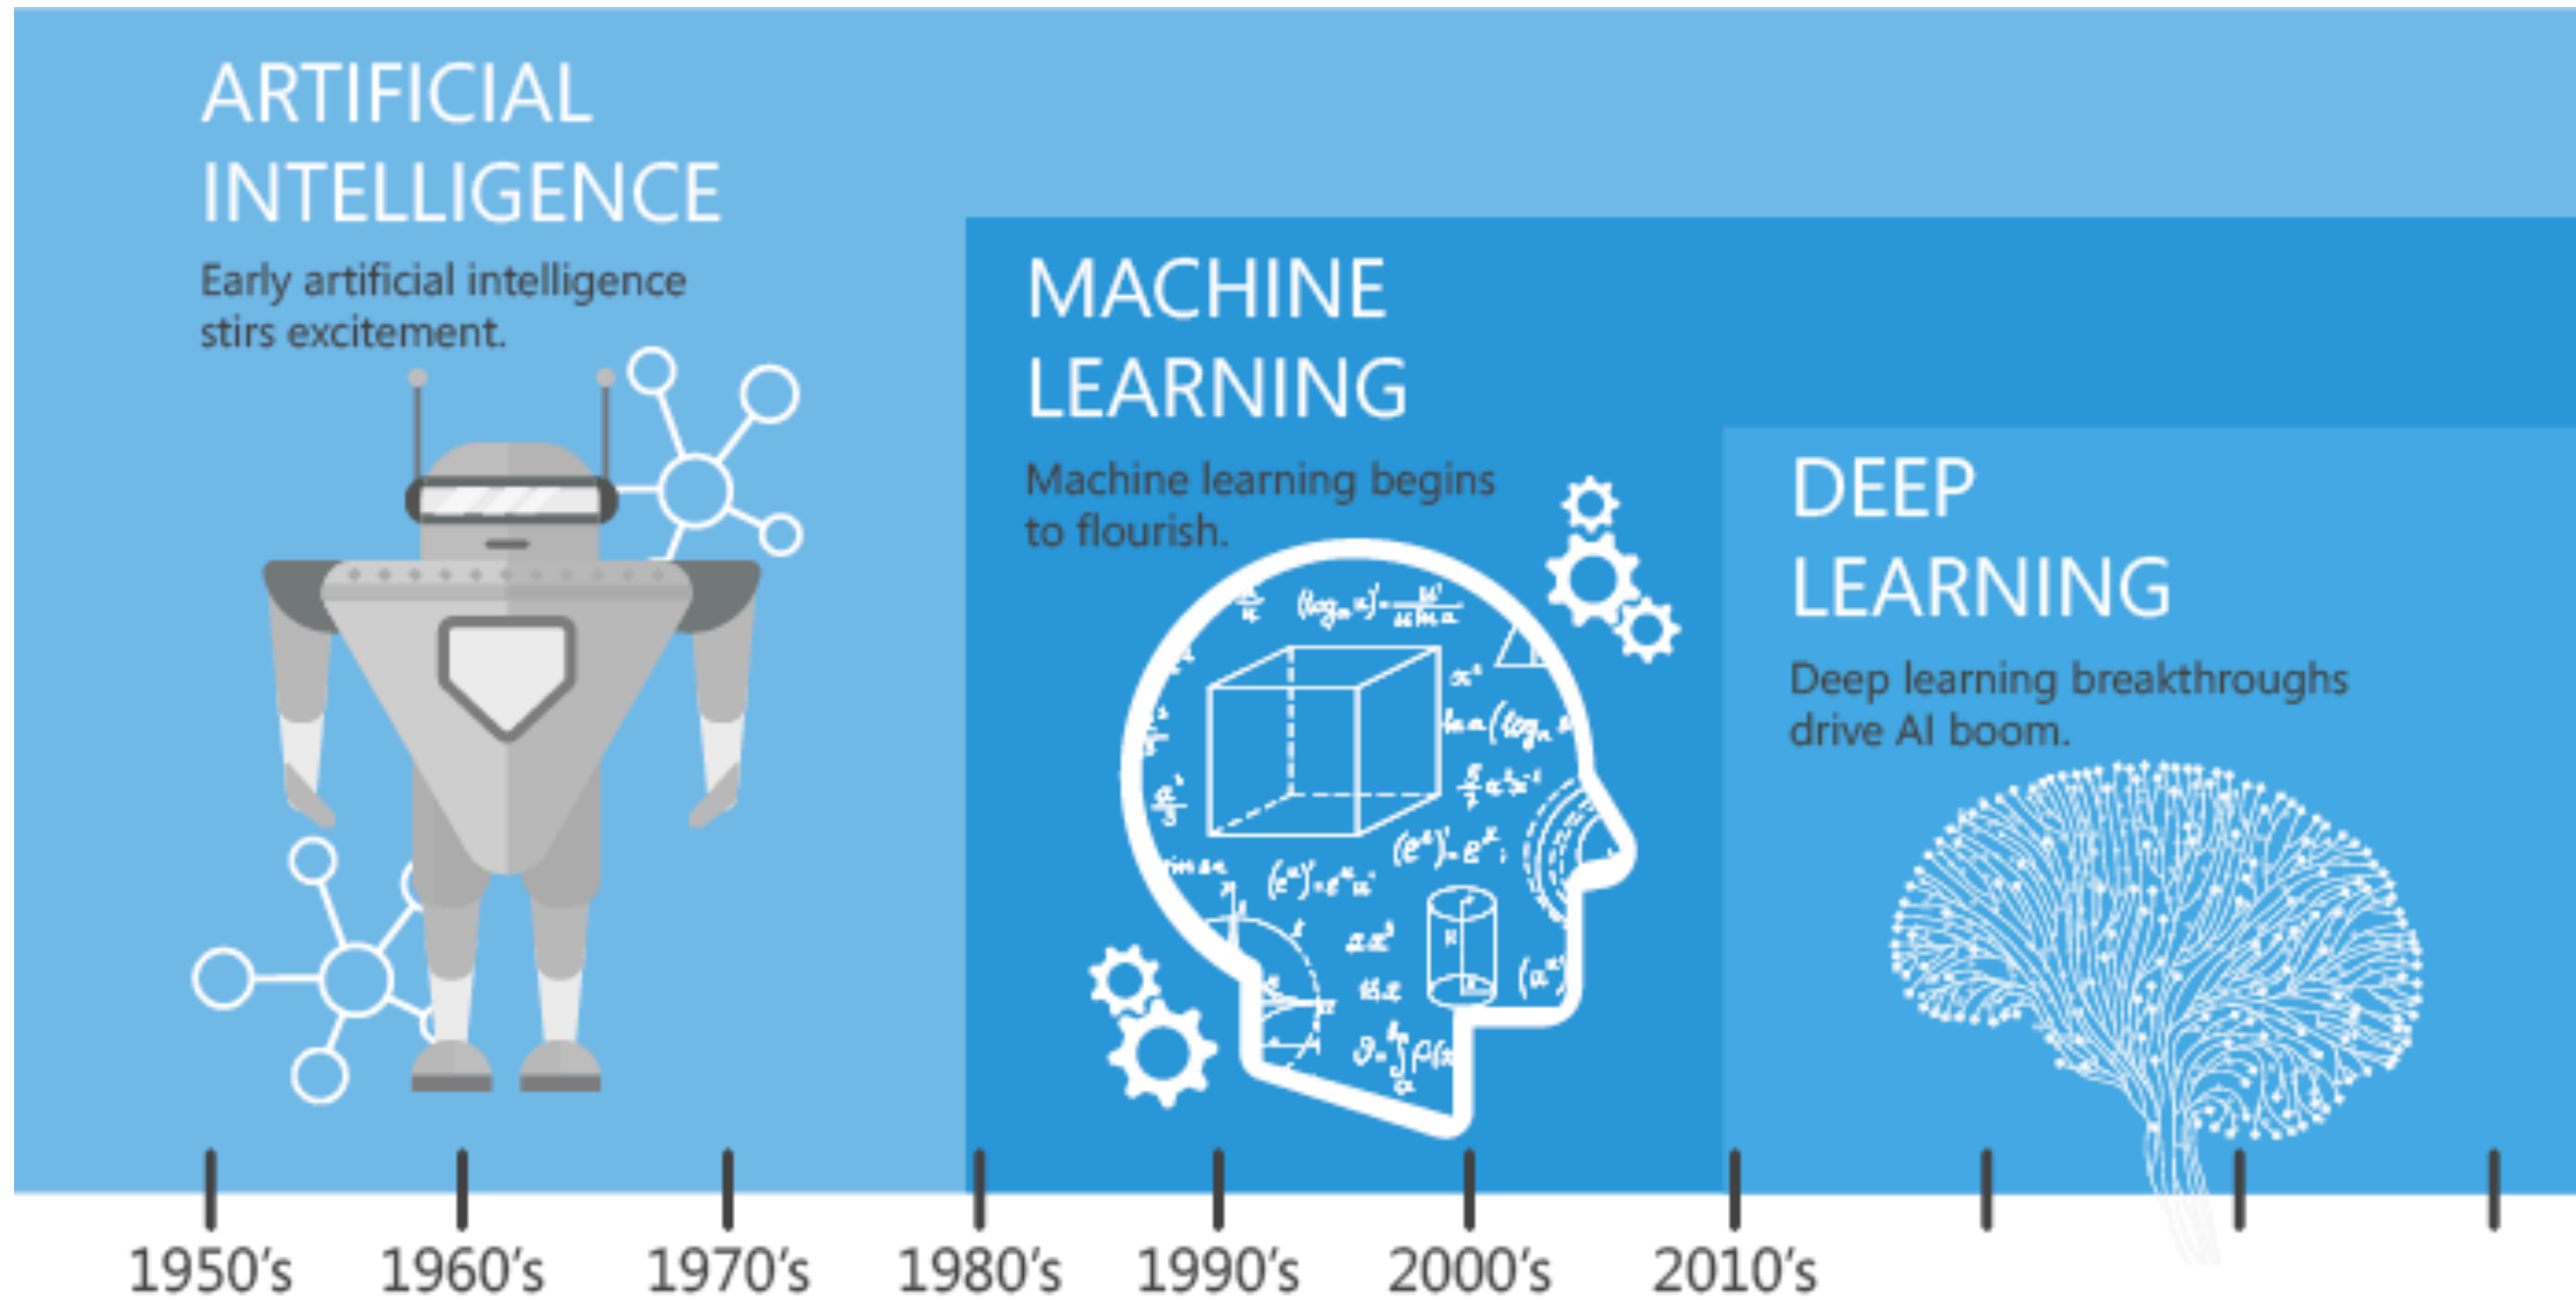 ARTIFICIAL
INTELLIGENCE
Early artificial intelligence
stirs excitement.
MACHINE
LEARNING
Machine learning begins
to flourish.
DEEP
LEARNING
Deep learning breakthroughs
drive AI boom.
1950's 1960's 1970's 1980's 1990's 2000's 2010's